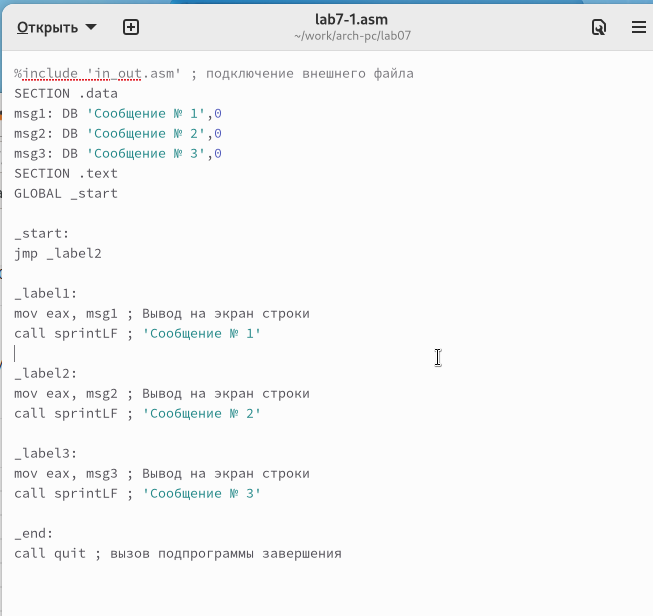 Открыть
lab7-1.asm
~/work/arch-pc/lab07
%include 'in_out.asm' ; подключение внешнего файла
SECTION .data
msg1: DB 'Сообщение № 1',0
msg2: DB 'Сообщение № 2',0
msg3: DB 'Сообщение № 3',0
SECTION .text
GLOBAL _start
_start:
jmp _label2
_label1:
mov eax, msg1 ; Вывод на экран строки
call sprintLF ; 'Сообщение № 1'
_label2:
mov eax, msg2 ; Вывод на экран строки
call sprintLF ; 'Сообщение № 2'
_label3:
mov eax, msg3 ; Вывод на экран строки
call sprintLF ; 'Сообщение № 3'
_end:
call quit ; вызов подпрограммы завершения